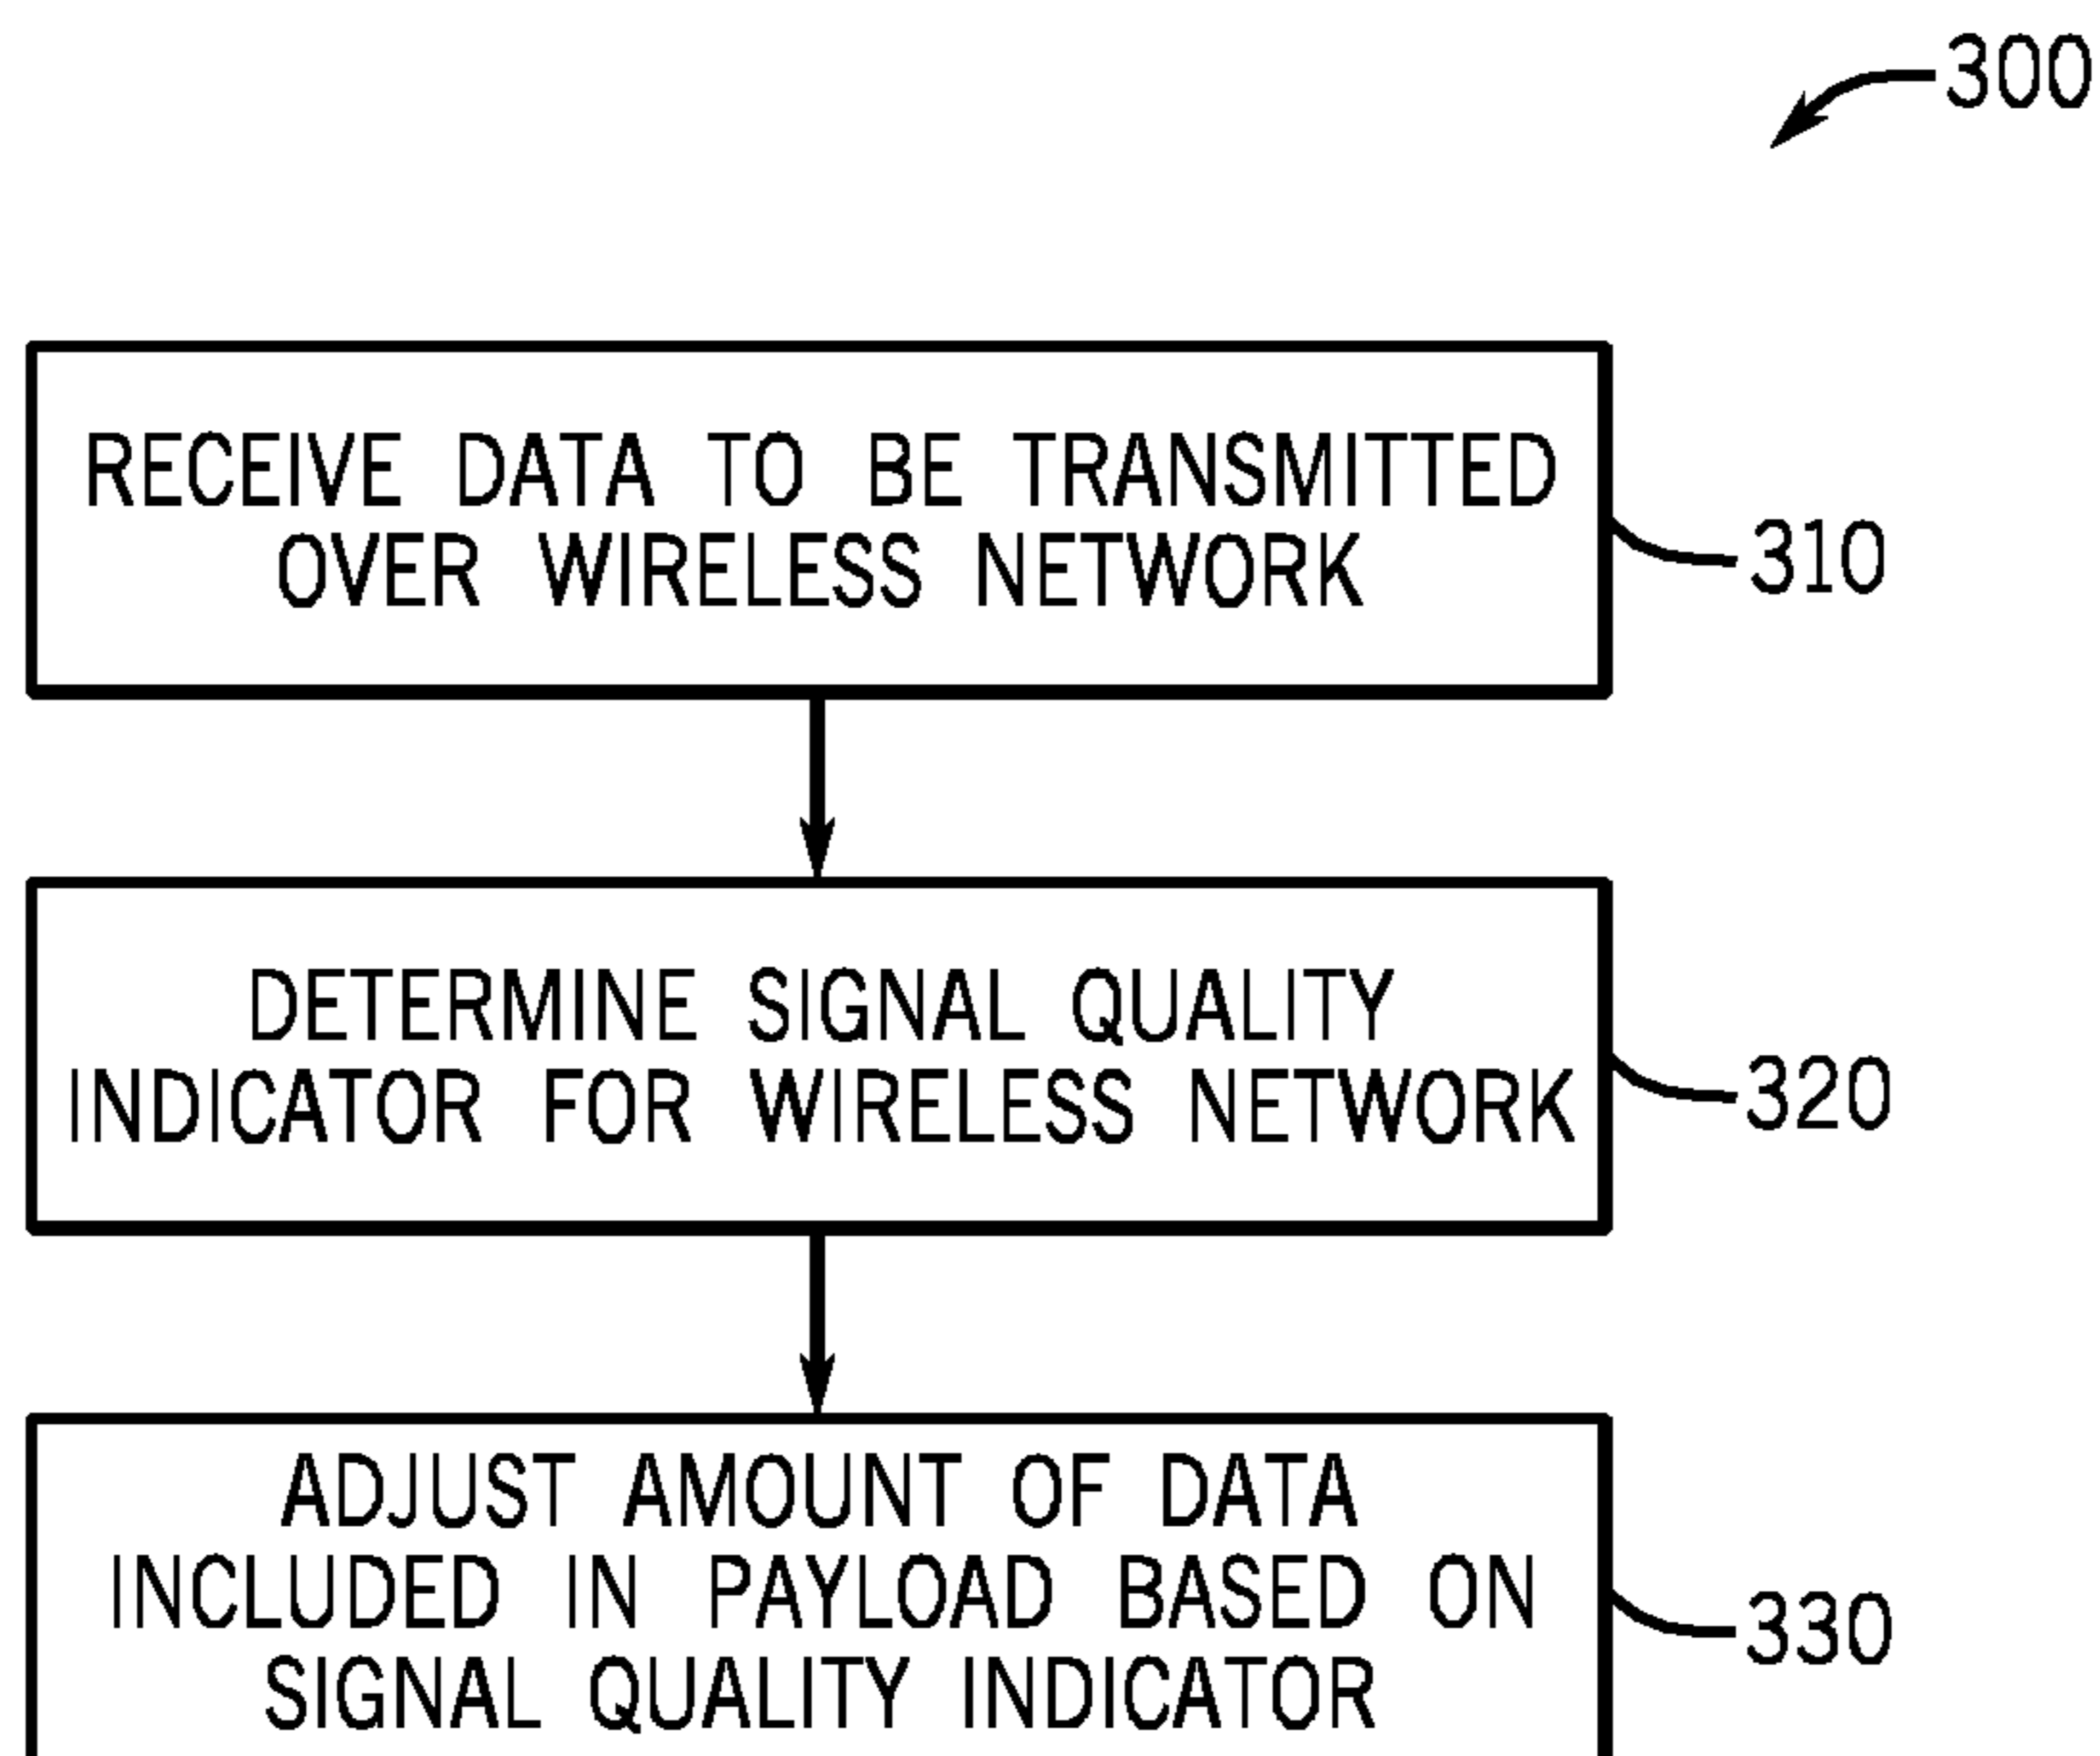 300
RECEIVE DATA TO BE TRANSMITTED
OVER WIRELESS NETWORK
310
DETERMINE SIGNAL QUALITY
INDICATOR FOR WIRELESS NETWORK
320
ADJUST AMOUNT OF DATA
INCLUDED IN PAYLOAD BASED ON
SIGNAL QUALITY INDICATOR
330